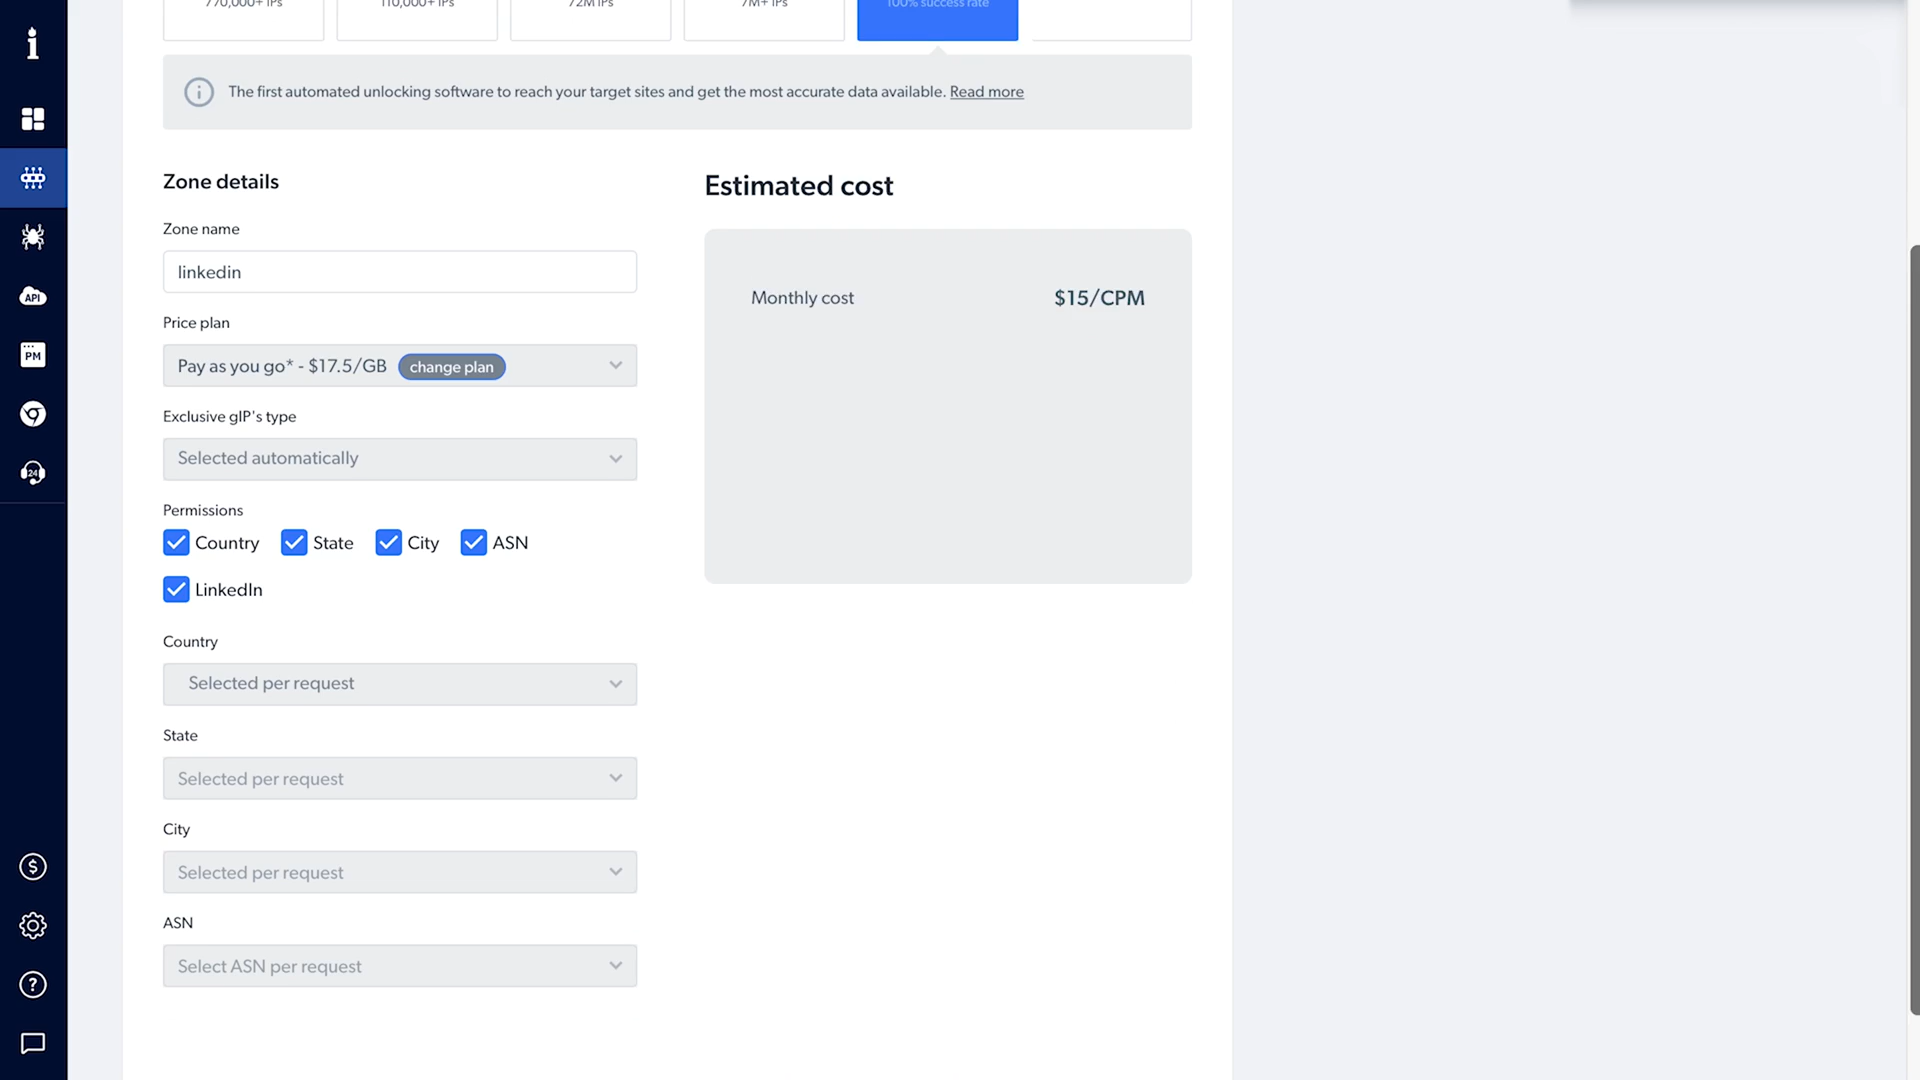 770,000+ IPs
110,000+ IPs
72M IPs
7M+ IPs
100% success rate
The first automated unlocking software to reach your target sites and get the most accurate data available. Read more
Zone details
Zone name
linkedin
Price plan
Pay as you go* - $17.5/GB change plan
Exclusive gIP's type
Selected automatically
Permissions
Country State City ASN
LinkedIn
Country
Selected per request
State
Selected per request
City
Selected per request
ASN
Select ASN per request
Estimated cost
Monthly cost $15/CPM
API
PM
24